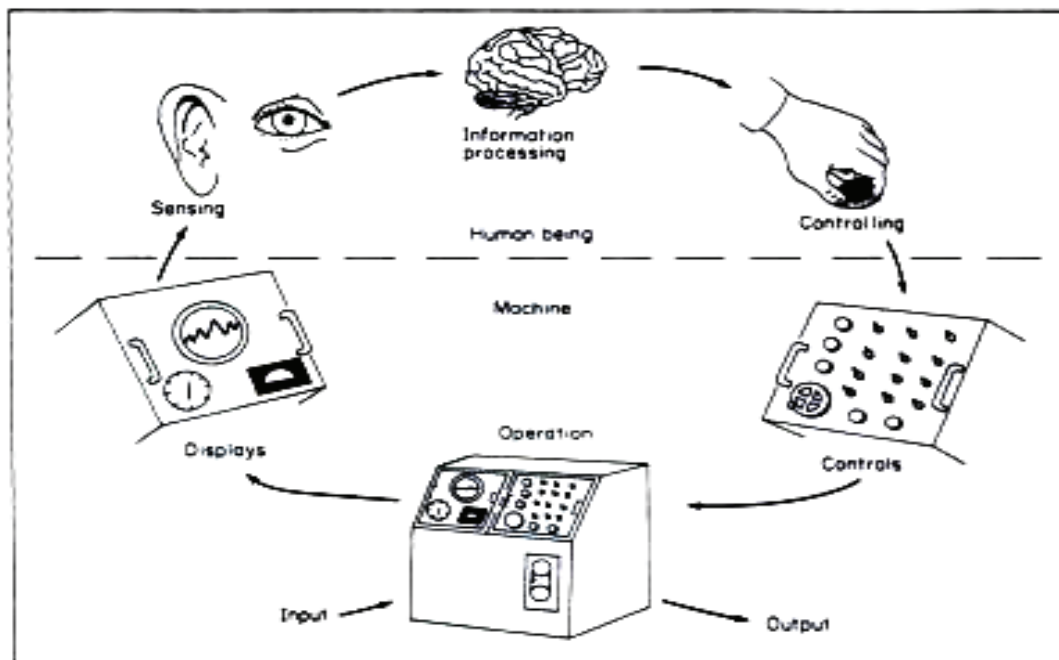 Information
processing
Sensing
Controlling
Human being
Machine
Operation
Displays
Controls
Input
Output